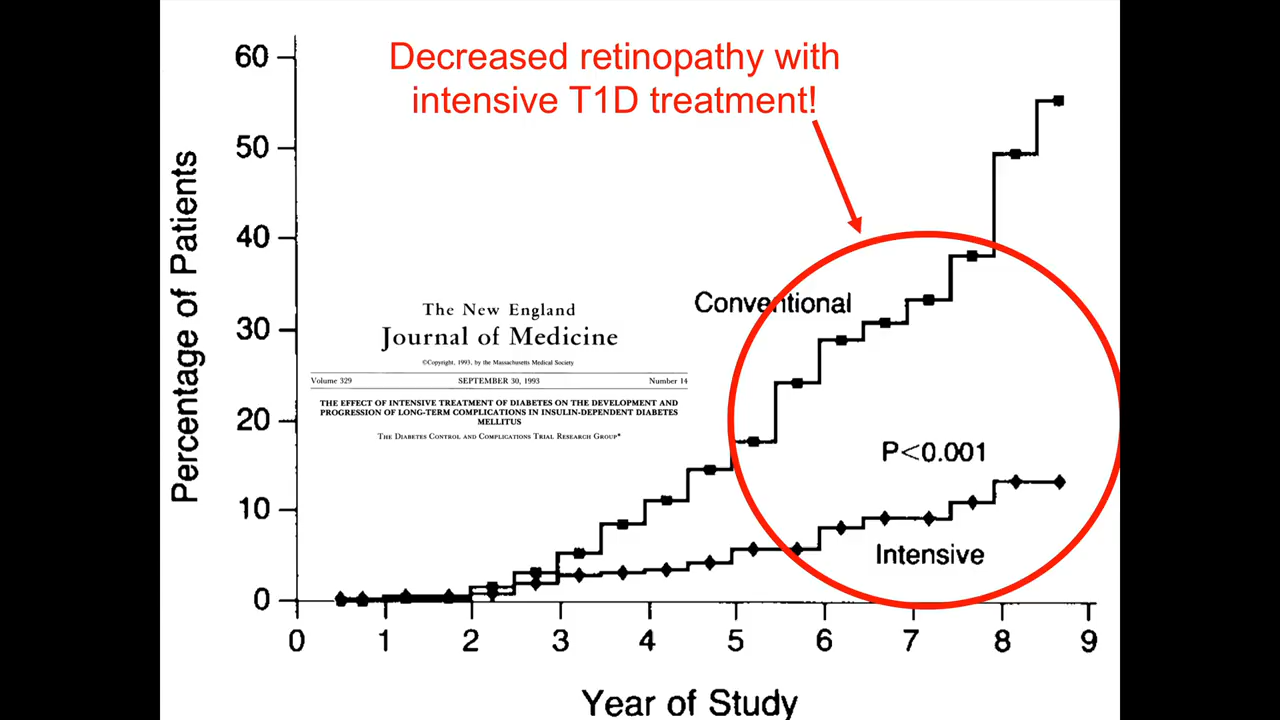 Decreased retinopathy with
intensive T1D treatment!
Percentage of Patients
60
50
40
30
20
10
0
The New England
Journal of Medicine
©Copyright, 1993, by the Massachusetts Medical Society
Volume 329 SEPTEMBER 30, 1993 Number 14
THE EFFECT OF INTENSIVE TREATMENT OF DIABETES ON THE DEVELOPMENT AND
PROGRESSION OF LONG-TERM COMPLICATIONS IN INSULIN-DEPENDENT DIABETES
MELLITUS
THE DIABETES CONTROL AND COMPLICATIONS TRIAL RESEARCH GROUP*
Conventional
P<0.001
Intensive
0 1 2 3 4 5 6 7 8 9
Year of Study